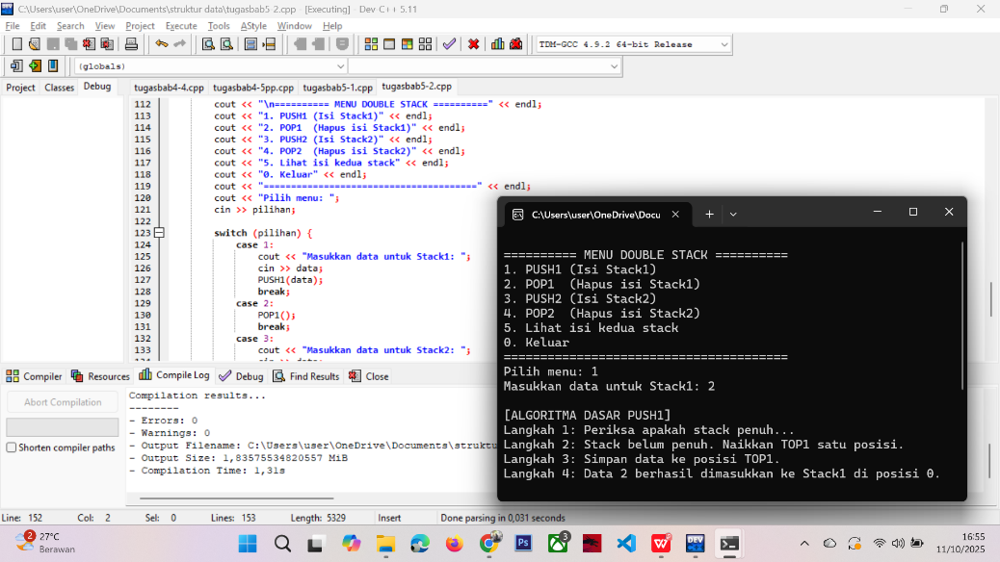 C:\Users\user\OneDrive\Documents\struktur data\tugasbab5-2.cpp - [Executing] - Dev-C++ 5.11
File Edit Search View Project Execute Tools AStyle Window Help
TDM-GCC 4.9.2 64-bit Release
(globals)
Project Classes Debug
tugasbab4-4.cpp tugasbab4-5pp.cpp tugasbab5-1.cpp tugasbab5-2.cpp
112 cout << "\n========== MENU DOUBLE STACK ==========" << endl;
113 cout << "1. PUSH1 (Isi Stack1)" << endl;
114 cout << "2. POP1  (Hapus isi Stack1)" << endl;
115 cout << "3. PUSH2 (Isi Stack2)" << endl;
116 cout << "4. POP2  (Hapus isi Stack2)" << endl;
117 cout << "5. Lihat isi kedua stack" << endl;
118 cout << "0. Keluar" << endl;
119 cout << "=======================================" << endl;
120 cout << "Pilih menu: ";
121 cin >> pilihan;
122
123 switch (pilihan) {
124 case 1:
125 cout << "Masukkan data untuk Stack1: ";
126 cin >> data;
127 PUSH1(data);
128 break;
129 case 2:
130 POP1();
131 break;
132 case 3:
133 cout << "Masukkan data untuk Stack2: ";
C:\Users\user\OneDrive\Docu
========== MENU DOUBLE STACK ==========
1. PUSH1 (Isi Stack1)
2. POP1  (Hapus isi Stack1)
3. PUSH2 (Isi Stack2)
4. POP2  (Hapus isi Stack2)
5. Lihat isi kedua stack
0. Keluar
=======================================
Pilih menu: 1
Masukkan data untuk Stack1: 2
[ALGORITMA DASAR PUSH1]
Langkah 1: Periksa apakah stack penuh...
Langkah 2: Stack belum penuh. Naikkan TOP1 satu posisi.
Langkah 3: Simpan data ke posisi TOP1.
Langkah 4: Data 2 berhasil dimasukkan ke Stack1 di posisi 0.
Compiler Resources Compile Log Debug Find Results Close
Abort Compilation
Shorten compiler paths
Compilation results...
--------
- Errors: 0
- Warnings: 0
- Output Filename: C:\Users\user\OneDrive\Documents\struktu
- Output Size: 1,83575534820557 MiB
- Compilation Time: 1,31s
Line: 152 Col: 2 Sel: 0 Lines: 153 Length: 5329 Insert Done parsing in 0,031 seconds
2
27°C
Berawan
Ps
3
W
DEV
16:55
11/10/2025